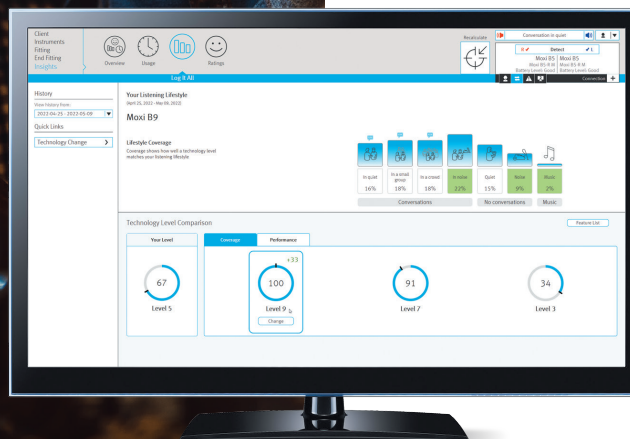 Client
Instruments
Fitting
End Fitting
Insights
Overview
Usage
Log It All
Ratings
Recalculate
Conversation in quiet
R
Detect
L
Moxi B5 Moxi B5
Moxi B5-R M Moxi B5-R M
Battery Level: Good Battery Level: Good
Connection +
History
View history from:
2022-04-25 - 2022-05-09
Quick Links
Technology Change
Your Listening Lifestyle
(April 25, 2022 - May 09, 2022)
Moxi B9
Lifestyle Coverage
Coverage shows how well a technology level
matches your listening lifestyle
In quiet
16%
In a small
group
18%
In a crowd
18%
In noise
22%
Quiet
15%
Noise
9%
Music
2%
Conversations
No conversations
Music
Technology Level Comparison
Feature List
Your Level
Coverage
Performance
67
Level 5
+33
100
Level 9
Change
91
Level 7
34
Level 3